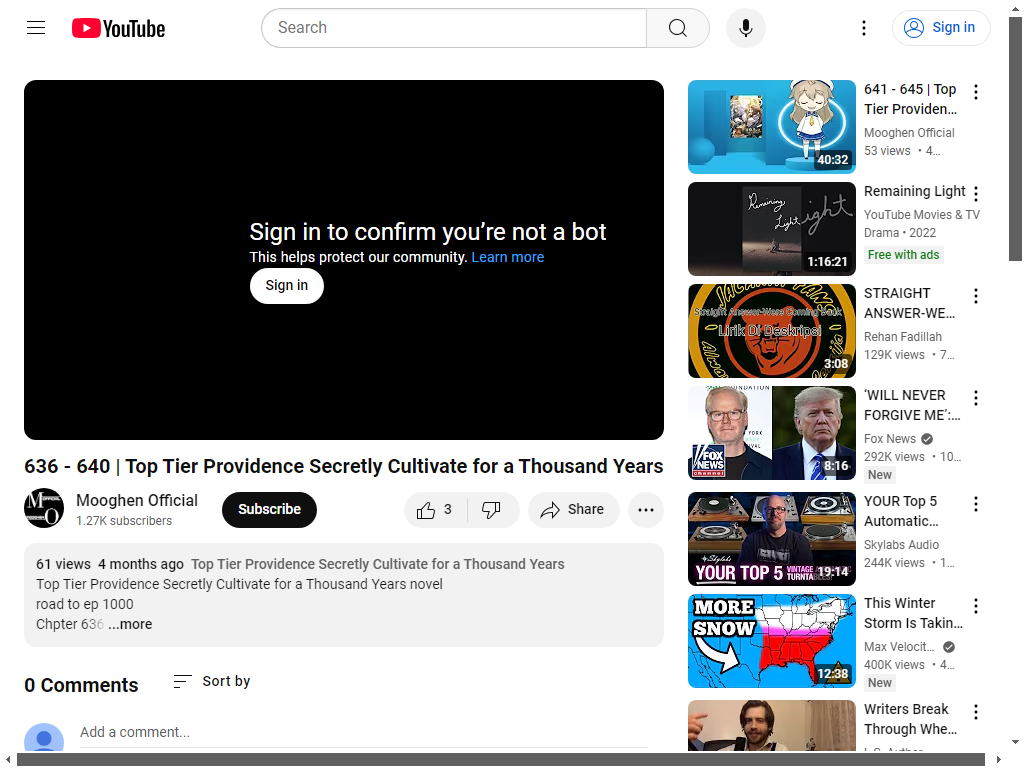 YouTube
Search
Sign in
Sign in to confirm you're not a bot
This helps protect our community. Learn more
Sign in
636 - 640 | Top Tier Providence Secretly Cultivate for a Thousand Years
Mooghen Official
1.27K subscribers
Subscribe
3
Share
61 views 4 months ago Top Tier Providence Secretly Cultivate for a Thousand Years
Top Tier Providence Secretly Cultivate for a Thousand Years novel
road to ep 1000
Chpter 636 ...more
0 Comments
Sort by
Add a comment...
40:32
641 - 645 | Top
Tier Providen...
Mooghen Official
53 views • 4...
Remaining
Light
1:16:21
Remaining Light
YouTube Movies & TV
Drama • 2022
Free with ads
Straight Answer-Were Coming Back
Lirik Di Deskripsi
3:08
STRAIGHT
ANSWER-WE...
Rehan Fadillah
129K views • 7...
FOX
NEWS
channel
8:16
'WILL NEVER
FORGIVE ME':...
Fox News
292K views • 10...
New
Skylabs
YOUR TOP 5 VINTAGE
19:14
YOUR Top 5
Automatic...
Skylabs Audio
244K views • 1...
MORE
SNOW
12:38
This Winter
Storm Is Takin...
Max Velocit...
400K views • 4...
New
Writers Break
Through Whe...